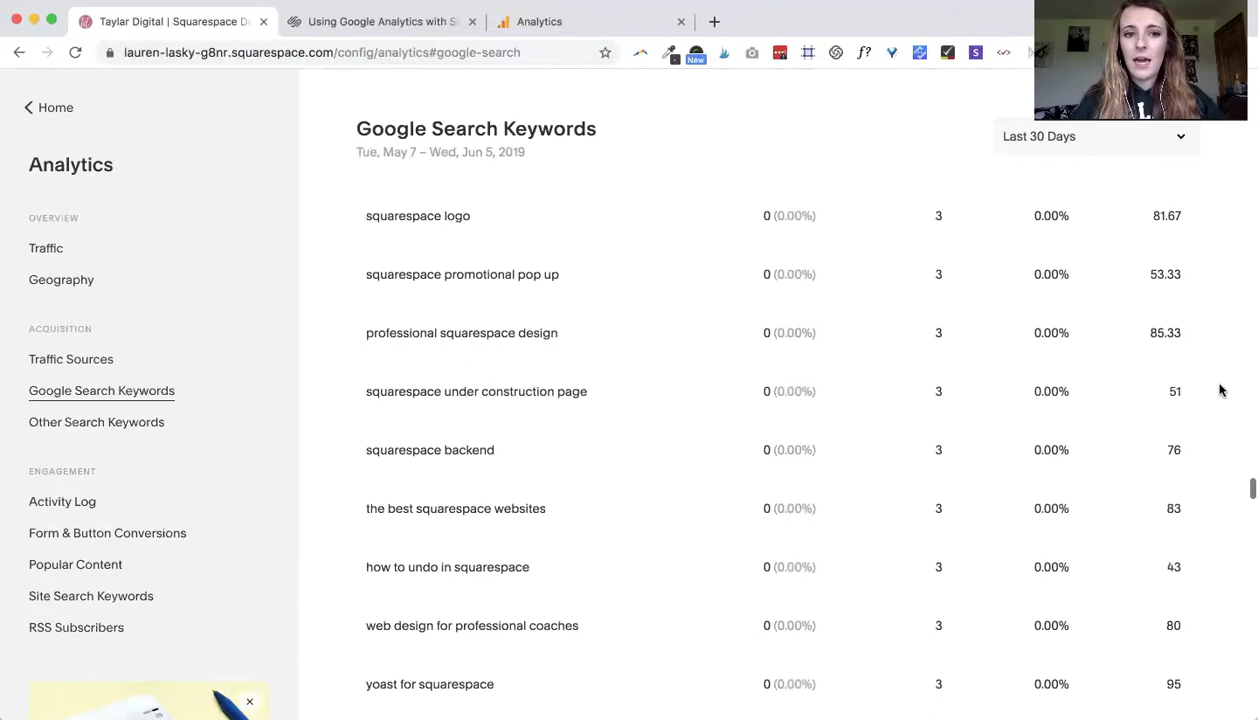 Taylar Digital | Squarespace De
Using Google Analytics with S
Analytics
lauren-lasky-g8nr.squarespace.com/config/analytics#google-search
New
f?
S
Home
Analytics
OVERVIEW
Traffic
Geography
ACQUISITION
Traffic Sources
Google Search Keywords
Other Search Keywords
ENGAGEMENT
Activity Log
Form & Button Conversions
Popular Content
Site Search Keywords
RSS Subscribers
Google Search Keywords
Last 30 Days
Tue, May 7 – Wed, Jun 5, 2019
squarespace logo 0 (0.00%) 3 0.00% 81.67
squarespace promotional pop up 0 (0.00%) 3 0.00% 53.33
professional squarespace design 0 (0.00%) 3 0.00% 85.33
squarespace under construction page 0 (0.00%) 3 0.00% 51
squarespace backend 0 (0.00%) 3 0.00% 76
the best squarespace websites 0 (0.00%) 3 0.00% 83
how to undo in squarespace 0 (0.00%) 3 0.00% 43
web design for professional coaches 0 (0.00%) 3 0.00% 80
yoast for squarespace 0 (0.00%) 3 0.00% 95